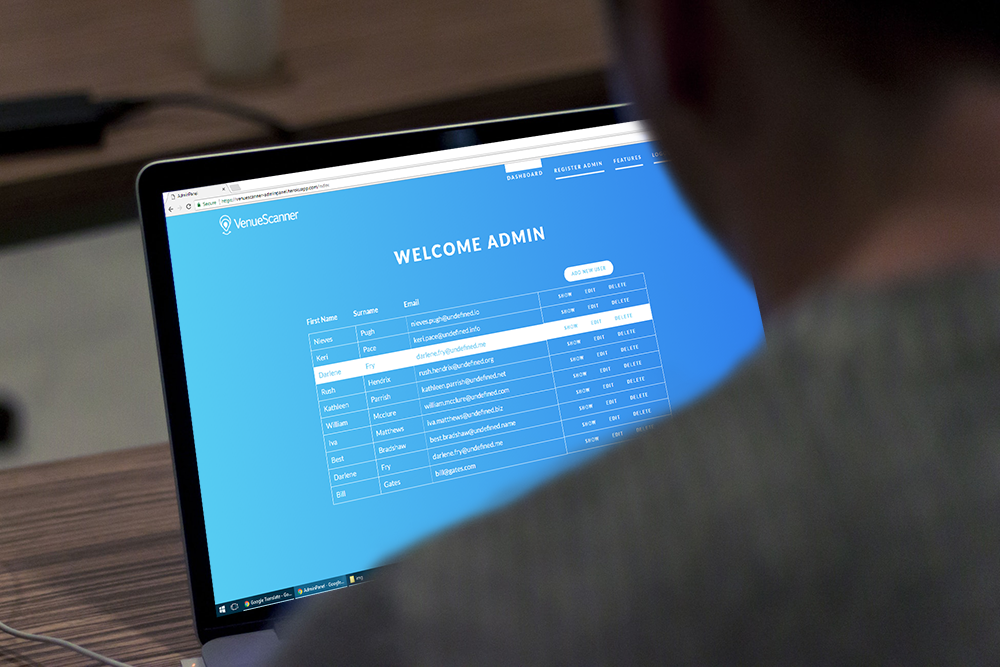 AdminPanel
Secure https://venuescanner-adminpanel.herokuapp.com/index
DASHBOARD REGISTER ADMIN FEATURES
VenueScanner
WELCOME ADMIN
ADD NEW USER
First Name Surname Email
Nieves Pugh nieves.pugh@undefined.io SHOW EDIT DELETE
Keri Pace keri.pace@undefined.info SHOW EDIT DELETE
Darlene Fry darlene.fry@undefined.me SHOW EDIT DELETE
Rush Hendrix rush.hendrix@undefined.org SHOW EDIT DELETE
Kathleen Parrish kathleen.parrish@undefined.net SHOW EDIT DELETE
William Mcclure william.mcclure@undefined.com SHOW EDIT DELETE
Iva Matthews iva.matthews@undefined.biz SHOW EDIT DELETE
Best Bradshaw best.bradshaw@undefined.name SHOW EDIT DELETE
Darlene Fry darlene.fry@undefined.me SHOW EDIT DELETE
Bill Gates bill@gates.com
Google Translate - Go... AdminPanel - Google... eng